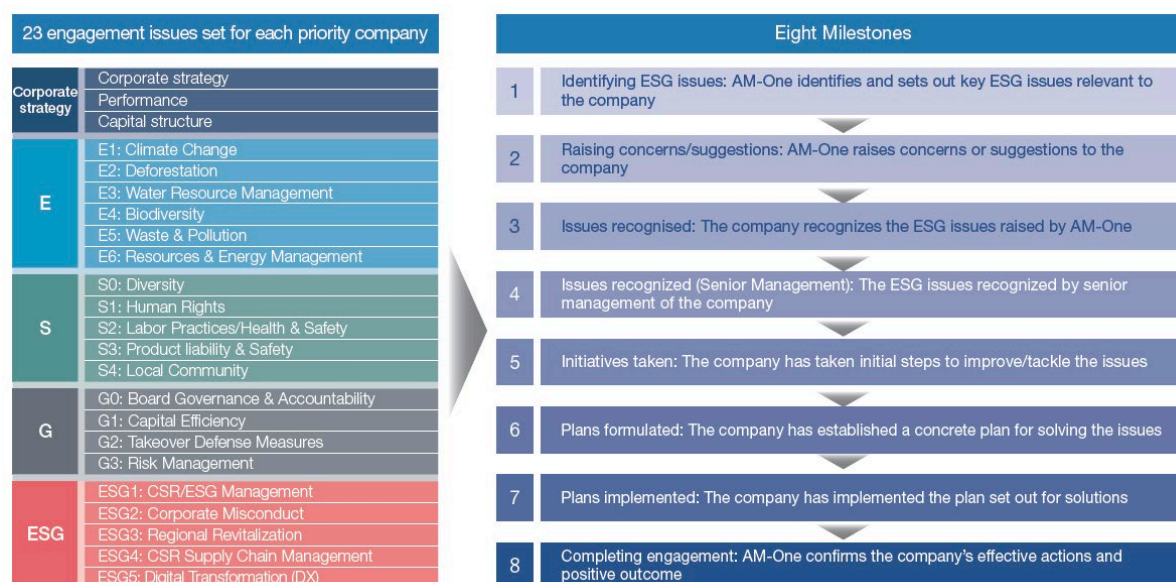 23 engagement issues set for each priority company
Corporate
strategy
Corporate strategy
Performance
Capital structure
E
E1: Climate Change
E2: Deforestation
E3: Water Resource Management
E4: Biodiversity
E5: Waste & Pollution
E6: Resources & Energy Management
S
S0: Diversity
S1: Human Rights
S2: Labor Practices/Health & Safety
S3: Product liability & Safety
S4: Local Community
G
G0: Board Governance & Accountability
G1: Capital Efficiency
G2: Takeover Defense Measures
G3: Risk Management
ESG
ESG1: CSR/ESG Management
ESG2: Corporate Misconduct
ESG3: Regional Revitalization
ESG4: CSR Supply Chain Management
ESG5: Digital Transformation (DX)
Eight Milestones
1
Identifying ESG issues: AM-One identifies and sets out key ESG issues relevant to
the company
2
Raising concerns/suggestions: AM-One raises concerns or suggestions to the
company
3
Issues recognised: The company recognizes the ESG issues raised by AM-One
4
Issues recognized (Senior Management): The ESG issues recognized by senior
management of the company
5
Initiatives taken: The company has taken initial steps to improve/tackle the issues
6
Plans formulated: The company has established a concrete plan for solving the issues
7
Plans implemented: The company has implemented the plan set out for solutions
8
Completing engagement: AM-One confirms the company's effective actions and
positive outcome